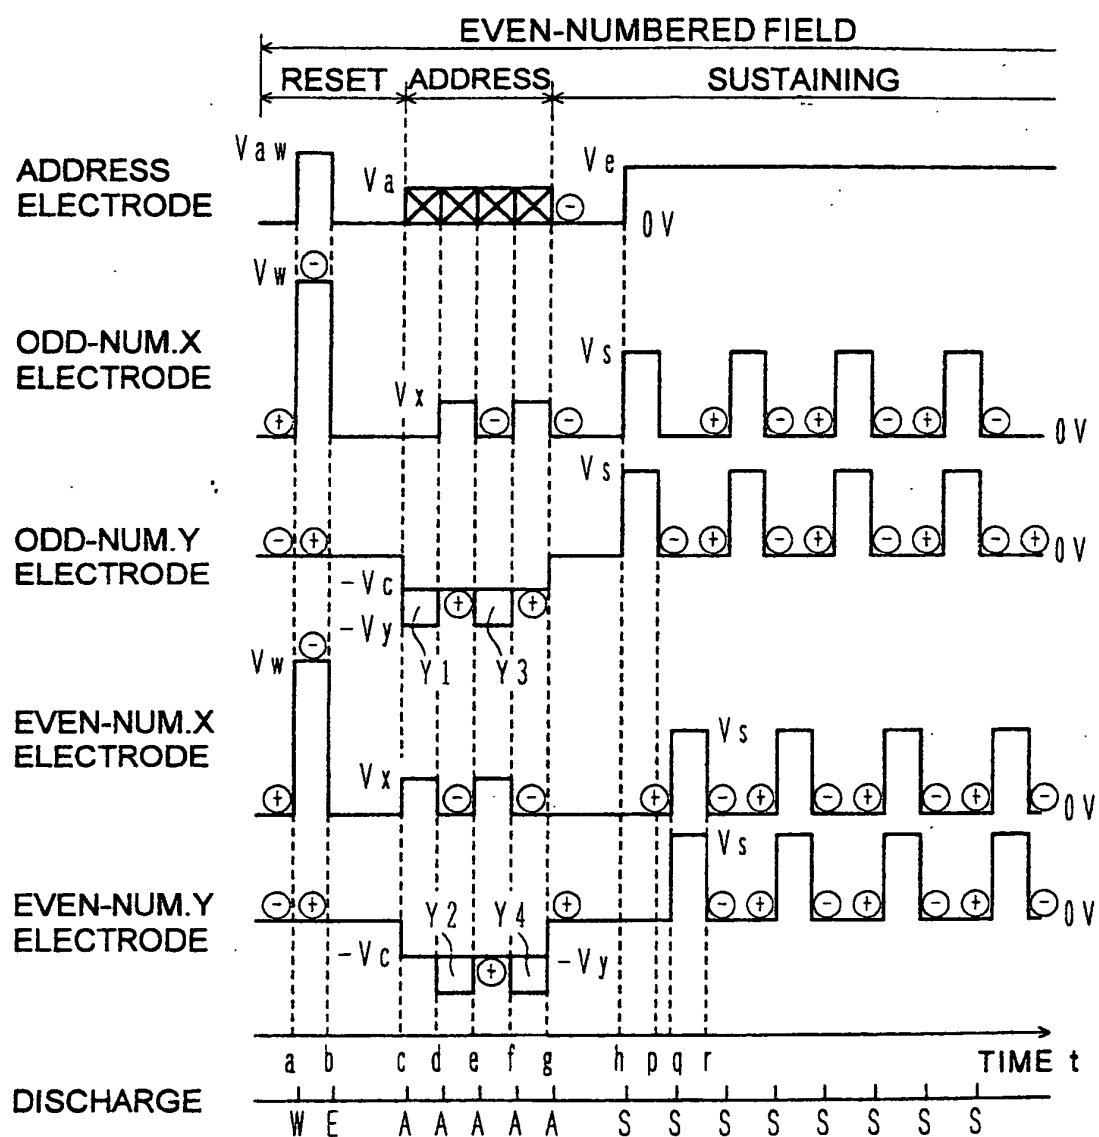 EVEN-NUMBERED FIELD
RESET ADDRESS SUSTAINING
Vaw
ADDRESS
ELECTRODE
Va
Ve
-
0V
Vw
-
ODD-NUM.X
ELECTRODE
Vs
Vx
+ - - + - + - + -
0V
Vs
ODD-NUM.Y
ELECTRODE
- + - + - + - + - +
0V
-Vc
+ +
-Vy
Y1 Y3
Vw
-
EVEN-NUM.X
ELECTRODE
Vs
Vx
+ - - + - + - + - + -
0V
Vs
EVEN-NUM.Y
ELECTRODE
- + Y2 Y4 + - + - + - + -
0V
-Vc
+
-Vy
a b c d e f g h p q r TIME t
DISCHARGE
W E A A A A A S S S S S S S S